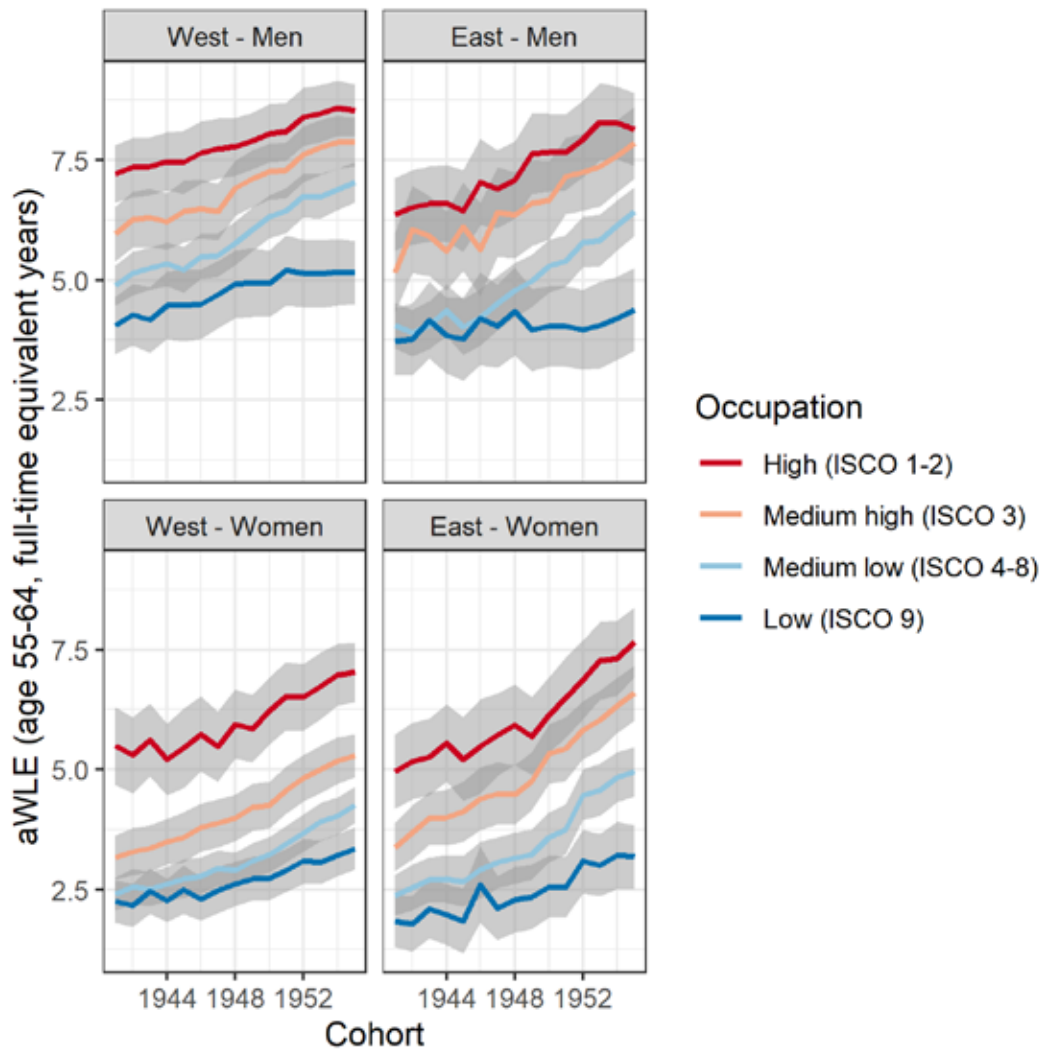 West - Men
East - Men
7.5
5.0
2.5
West - Women
East - Women
7.5
5.0
2.5
1944 1948 1952
1944 1948 1952
Cohort
aWLE (age 55-64, full-time equivalent years)
Occupation
High (ISCO 1-2)
Medium high (ISCO 3)
Medium low (ISCO 4-8)
Low (ISCO 9)